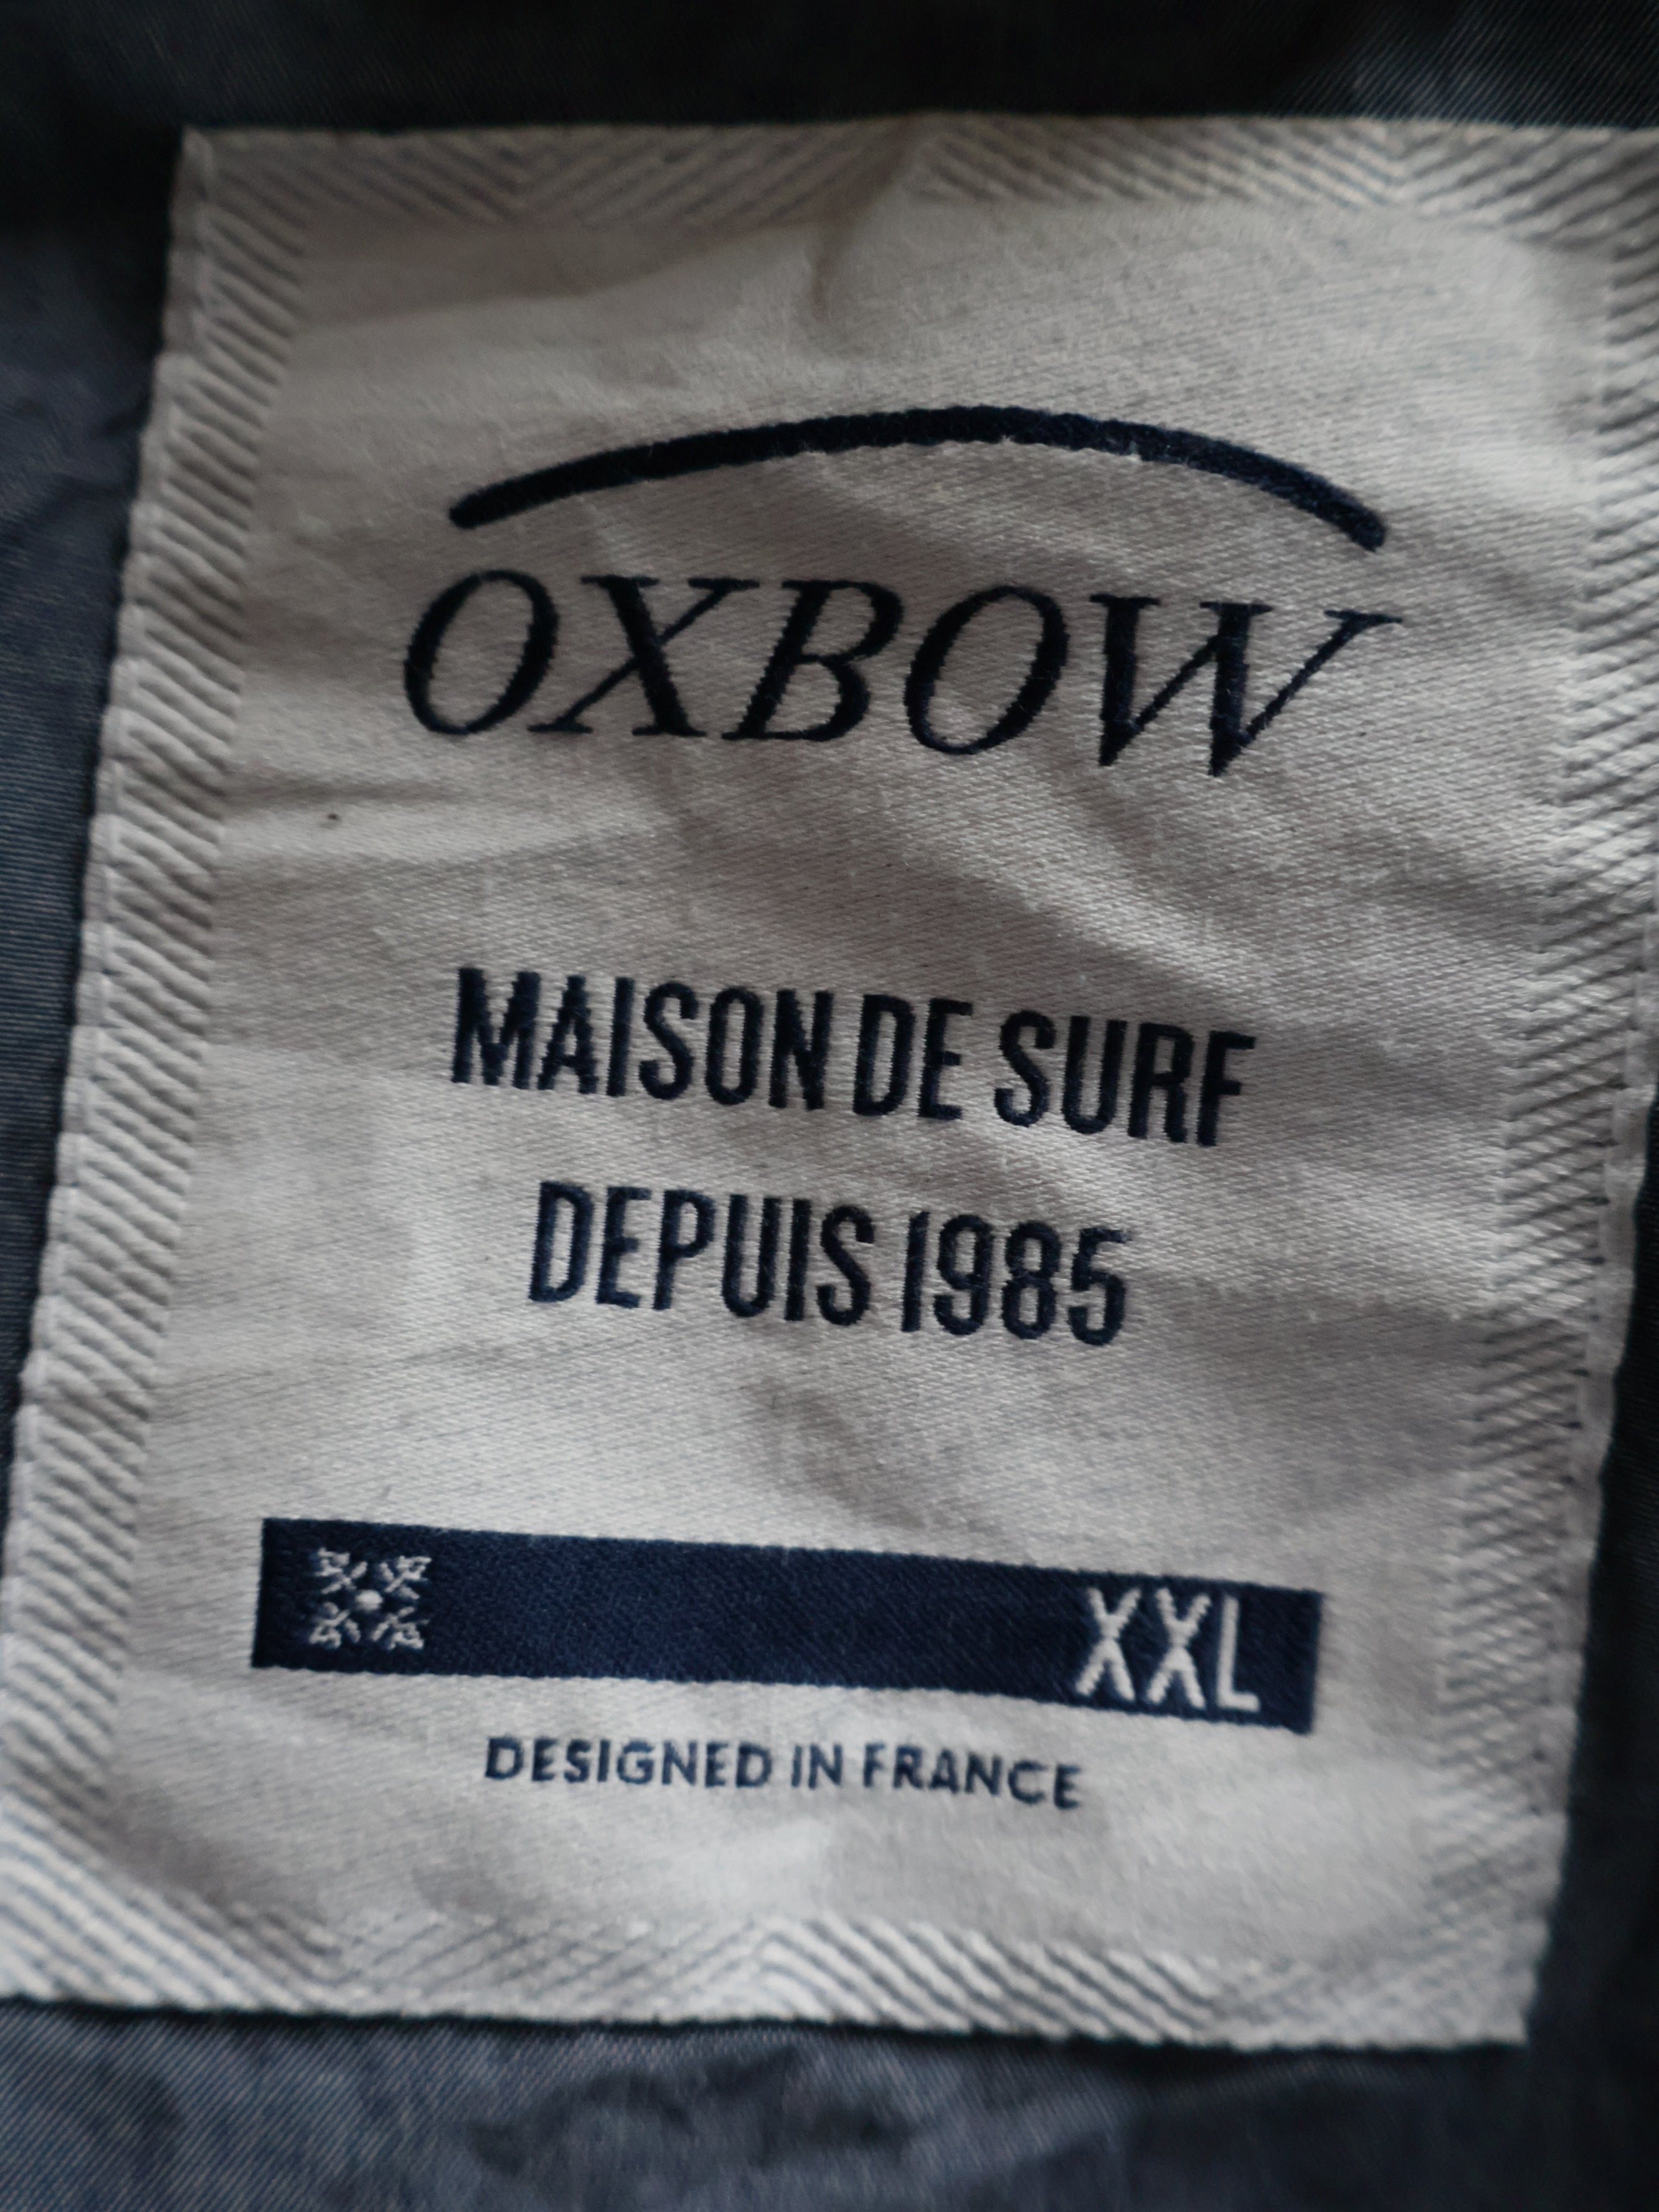 OXBOW
MAISON DE SURF
DEPUIS 1985
XXL
DESIGNED IN FRANCE